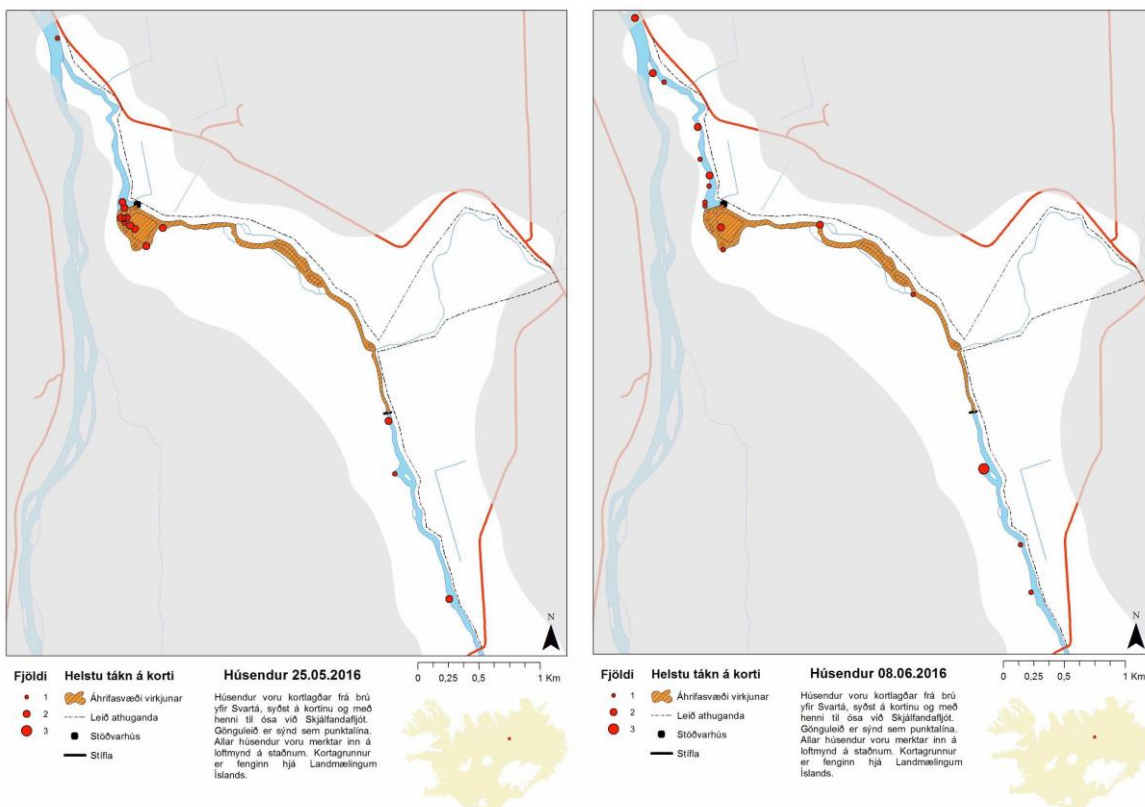 N
Fjöldi
1
2
3
Helstu tákn á korti
Áhrifasvæði virkjunar
Leið athuganda
Stöðvarhús
Stífla
Húsendur 25.05.2016
Húsendur voru kortlagðar frá brú
yfir Svartá, syðst á kortinu og með
henni til ósa við Skjálfandafljót.
Gönguleið er sýnd sem punktalína.
Allar húsendur voru merktar inn á
loftmynd á staðnum. Kortagrunnur
er fenginn hjá Landmælingum
Íslands.
0 0,25 0,5 1 Km
N
Fjöldi
1
2
3
Helstu tákn á korti
Áhrifasvæði virkjunar
Leið athuganda
Stöðvarhús
Stífla
Húsendur 08.06.2016
Húsendur voru kortlagðar frá brú
yfir Svartá, syðst á kortinu og með
henni til ósa við Skjálfandafljót.
Gönguleið er sýnd sem punktalína.
Allar húsendur voru merktar inn á
loftmynd á staðnum. Kortagrunnur
er fenginn hjá Landmælingum
Íslands.
0 0,25 0,5 1 Km